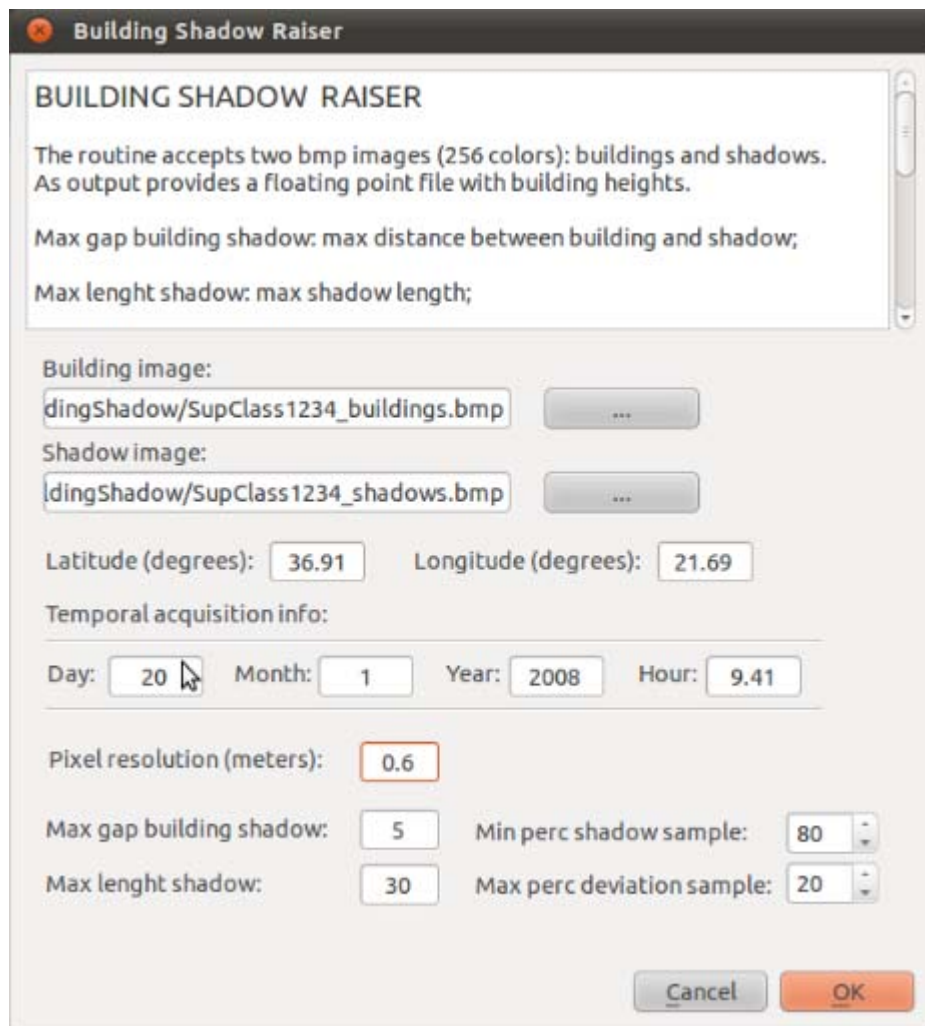 Building Shadow Raiser
BUILDING SHADOW RAISER
The routine accepts two bmp images (256 colors): buildings and shadows.
As output provides a floating point file with building heights.
Max gap building shadow: max distance between building and shadow;
Max lenght shadow: max shadow length;
Building image:
dingShadow/SupClass1234_buildings.bmp ...
Shadow image:
ldingShadow/SupClass1234_shadows.bmp ...
Latitude (degrees): 36.91 Longitude (degrees): 21.69
Temporal acquisition info:
Day: 20 Month: 1 Year: 2008 Hour: 9.41
Pixel resolution (meters): 0.6
Max gap building shadow: 5 Min perc shadow sample: 80
Max lenght shadow: 30 Max perc deviation sample: 20
Cancel OK